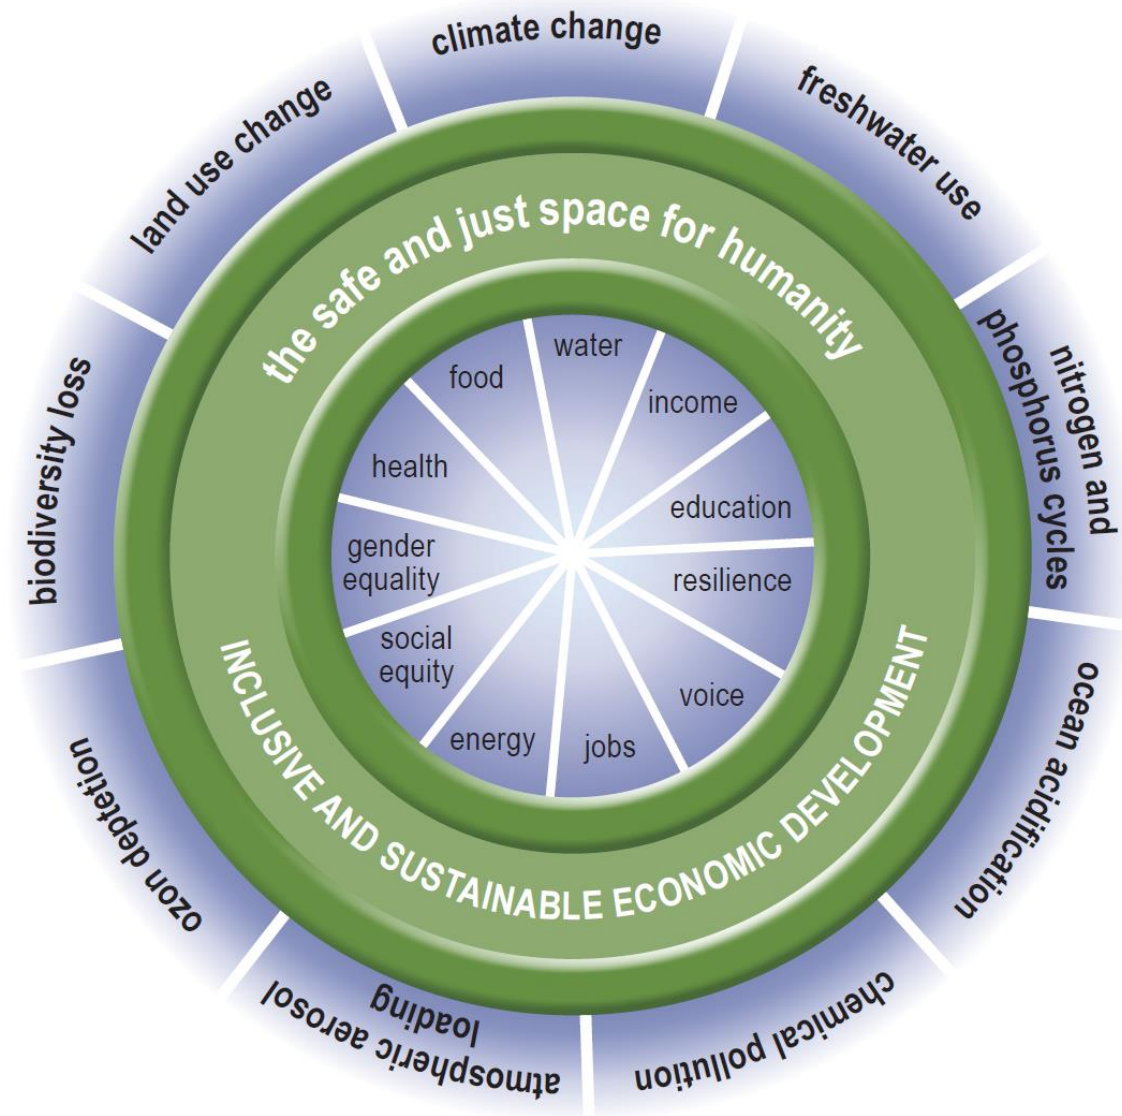 climate change
freshwater use
nitrogen and
phosphorus cycles
ocean acidification
chemical pollution
atmospheric aerosol
loading
ozon deptetion
biodiversity loss
land use change
the safe and just space for humanity
INCLUSIVE AND SUSTAINABLE ECONOMIC DEVELOPMENT
water
income
education
resilience
voice
jobs
energy
social
equity
gender
equality
health
food